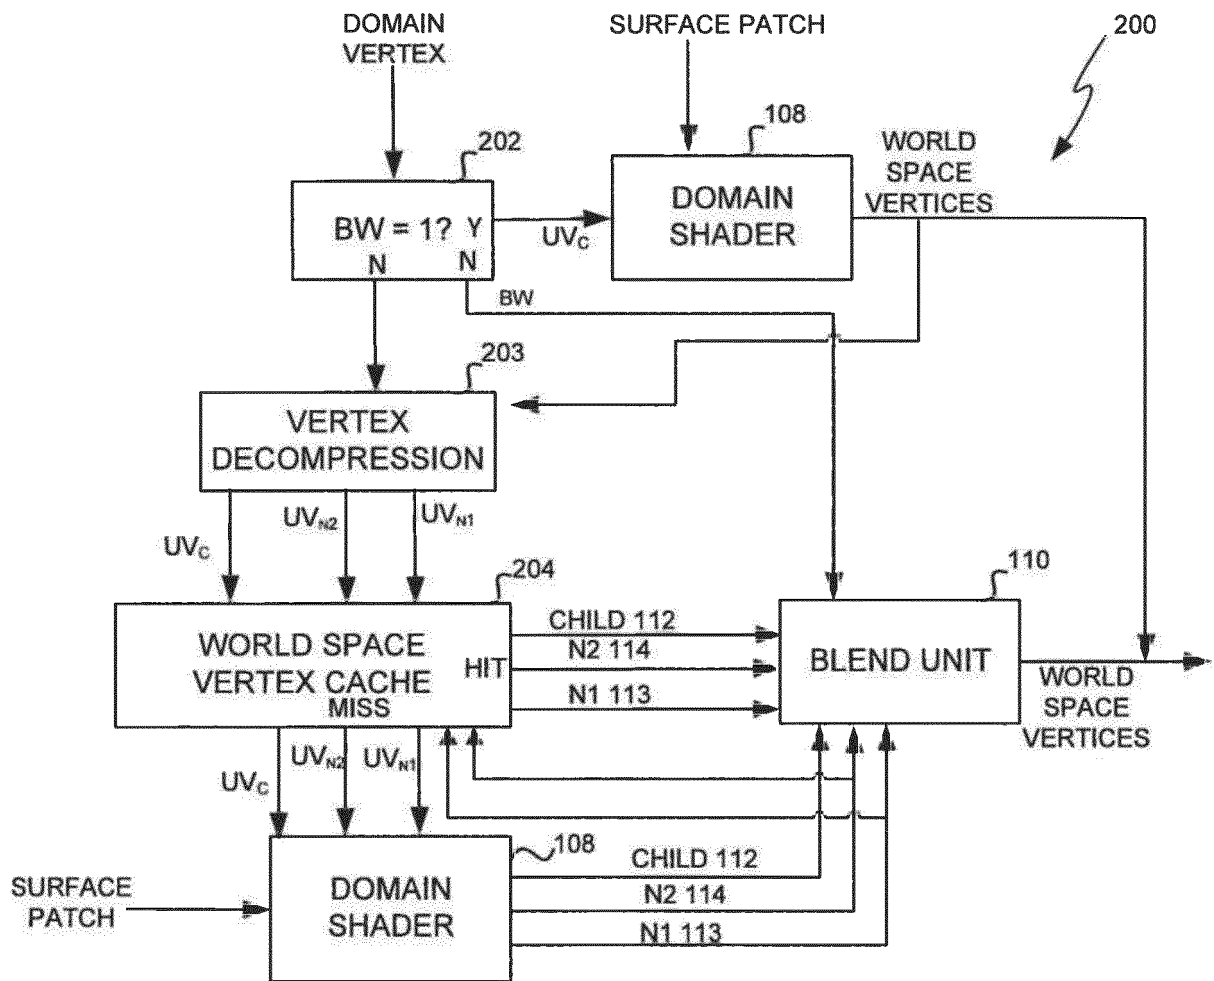 DOMAIN
VERTEX
SURFACE PATCH
200
202
108
WORLD
SPACE
VERTICES
BW = 1? Y
N
N
UVC
DOMAIN
SHADER
BW
203
VERTEX
DECOMPRESSION
UVC
UVN2
UVN1
204
110
WORLD SPACE
VERTEX CACHE
HIT
MISS
CHILD 112
N2 114
N1 113
BLEND UNIT
WORLD
SPACE
VERTICES
UVC
UVN2
UVN1
108
SURFACE
PATCH
DOMAIN
SHADER
CHILD 112
N2 114
N1 113